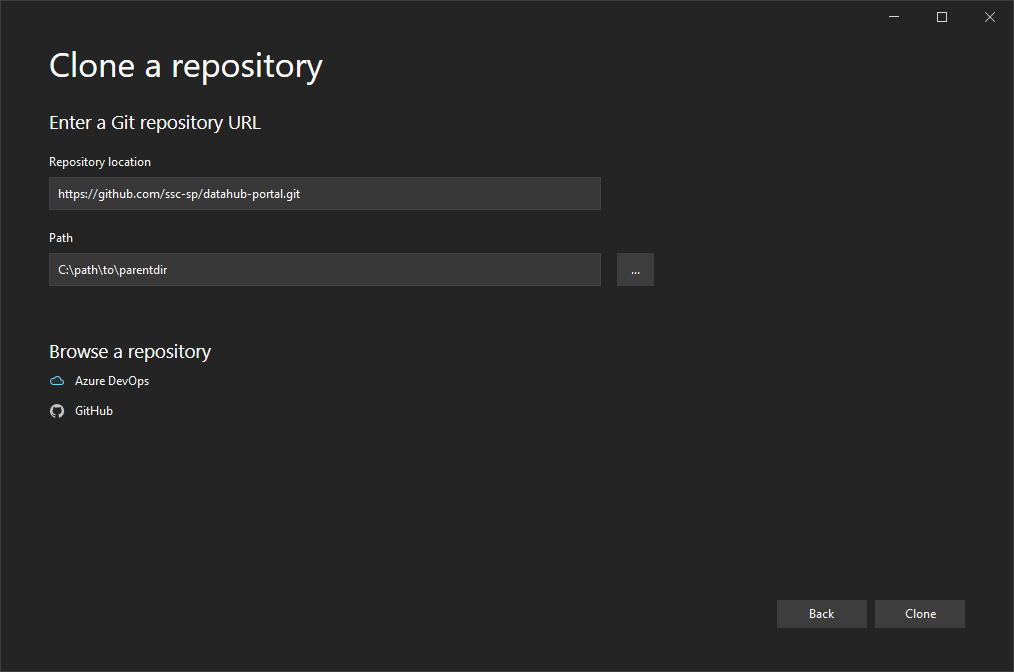 Clone a repository
Enter a Git repository URL
Repository location
https://github.com/ssc-sp/datahub-portal.git
Path
C:\path\to\parentdir
...
Browse a repository
Azure DevOps
GitHub
Back
Clone